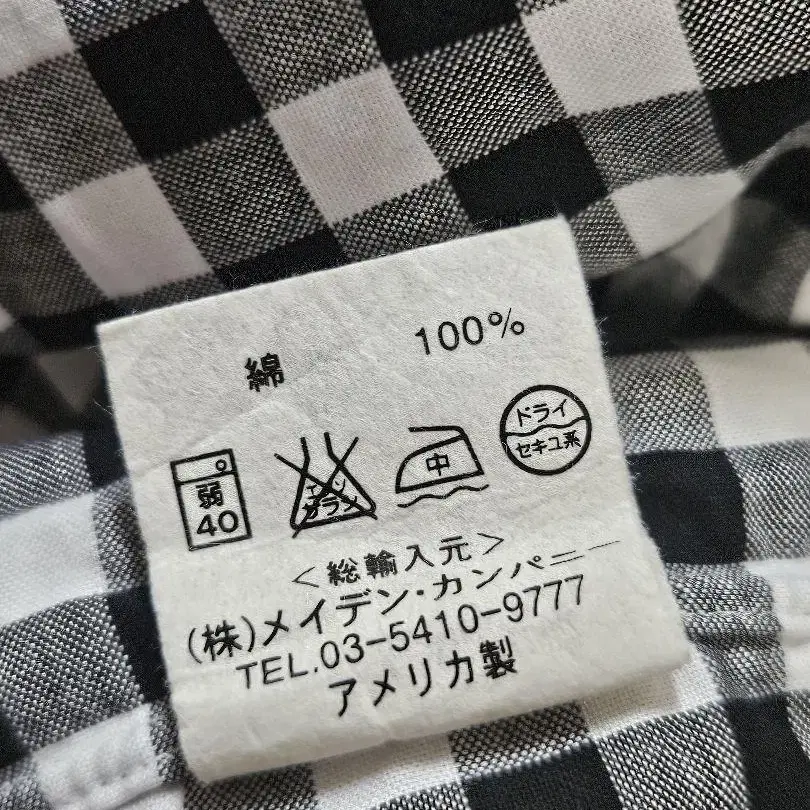 綿 100%
弱
40
エンソ
サラシ
中
ドライ
セキユ系
<総輸入元>
(株)メイデン・カンパニー
TEL.03-5410-9777
アメリカ製